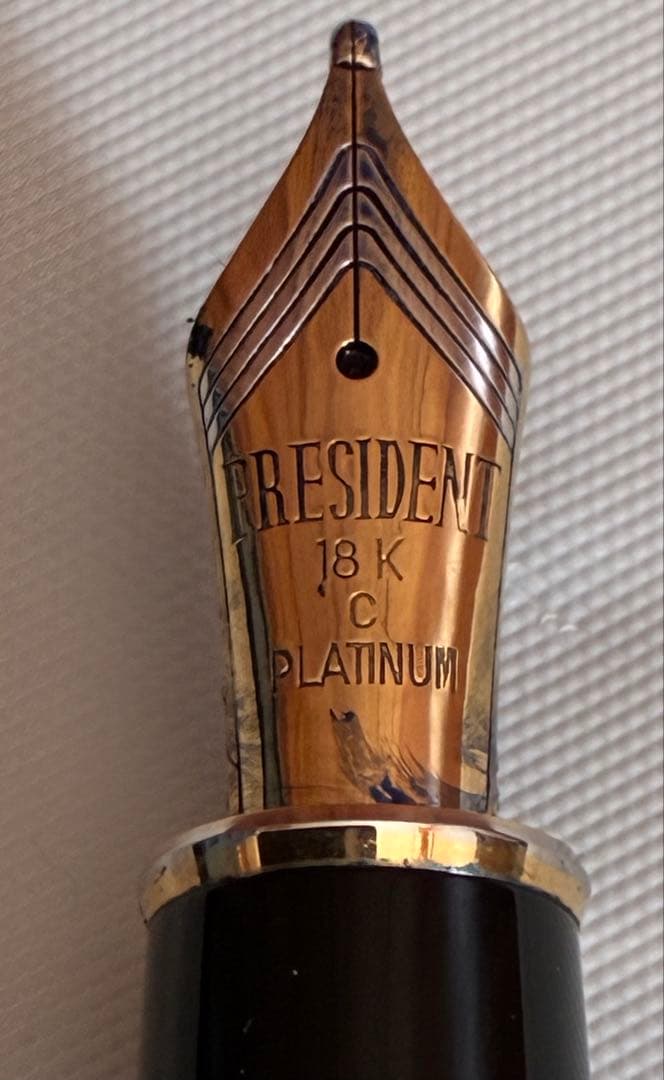 PRESIDENT
18 K
C
PLATINUM